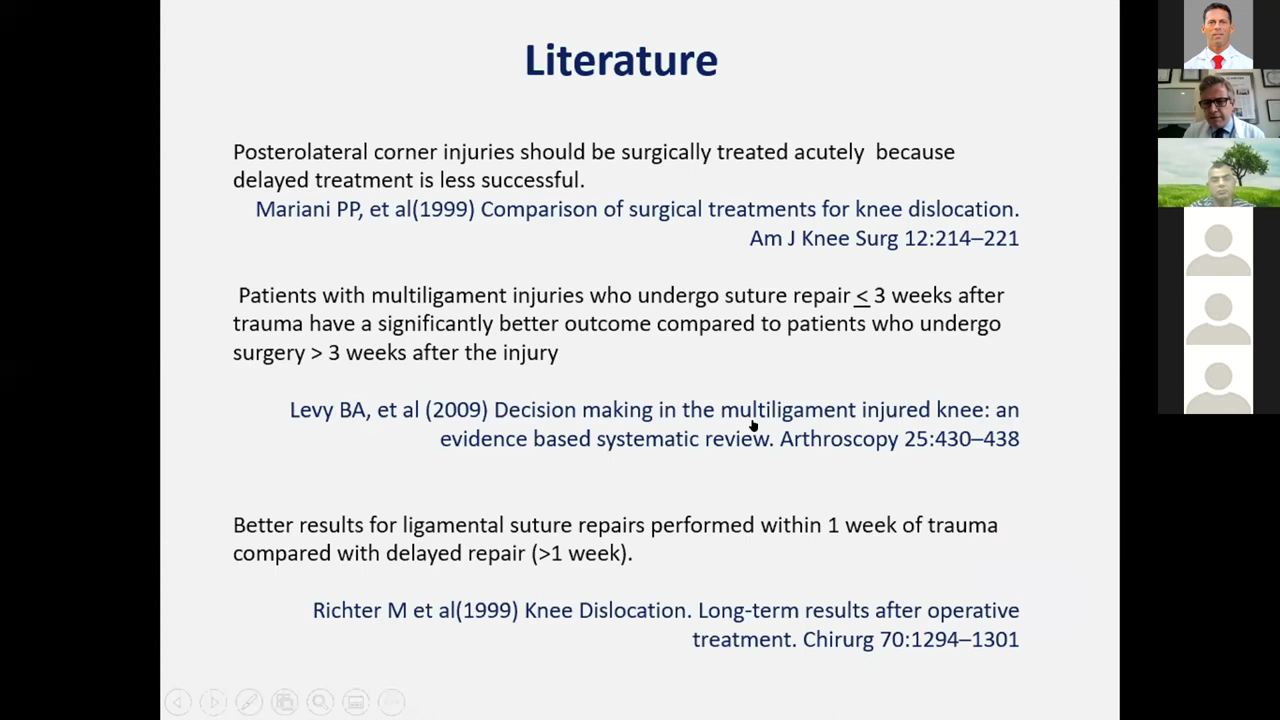 Literature
Posterolateral corner injuries should be surgically treated acutely because
delayed treatment is less successful.
Mariani PP, et al(1999) Comparison of surgical treatments for knee dislocation.
Am J Knee Surg 12:214–221
Patients with multiligament injuries who undergo suture repair < 3 weeks after
trauma have a significantly better outcome compared to patients who undergo
surgery > 3 weeks after the injury
Levy BA, et al (2009) Decision making in the multiligament injured knee: an
evidence based systematic review. Arthroscopy 25:430–438
Better results for ligamental suture repairs performed within 1 week of trauma
compared with delayed repair (>1 week).
Richter M et al(1999) Knee Dislocation. Long-term results after operative
treatment. Chirurg 70:1294–1301